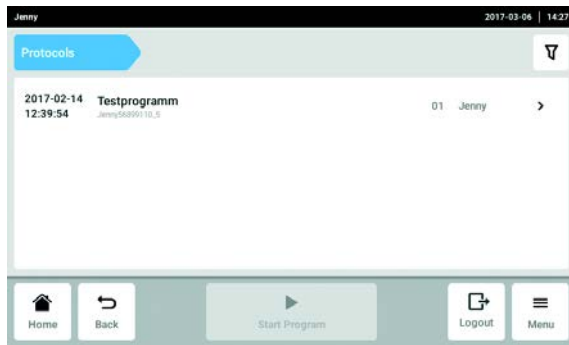 Jenny 2017-03-06 | 14:27
Protocols
2017-02-14 Testprogramm 01 Jenny
12:39:54 Jenny56899110_5
Home Back Start Program Logout Menu